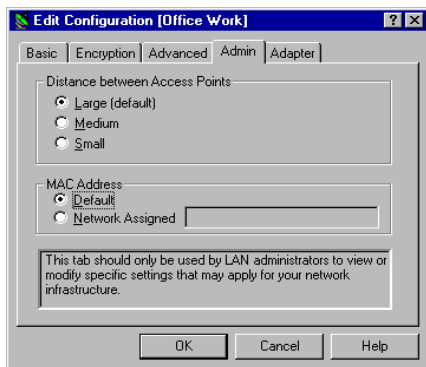 Edit Configuration [Office Work]
Basic Encryption Advanced Admin Adapter
Distance between Access Points
Large (default)
Medium
Small
MAC Address
Default
Network Assigned
This tab should only be used by LAN administrators to view or
modify specific settings that may apply for your network
infrastructure.
OK Cancel Help